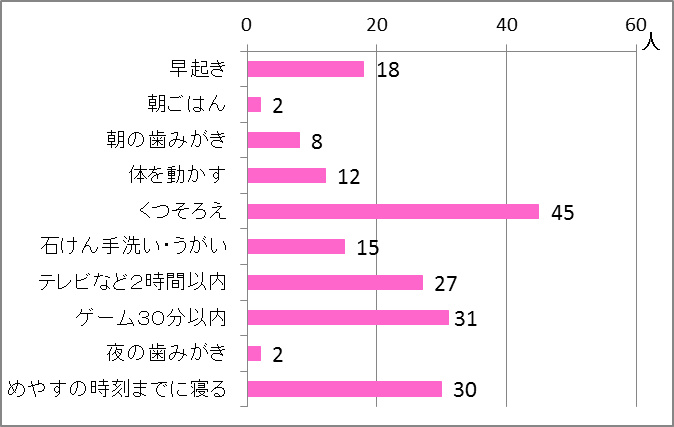 0 20 40 60
人
早起き 18
朝ごはん 2
朝の歯みがき 8
体を動かす 12
くつそろえ 45
石けん手洗い・うがい 15
テレビなど２時間以内 27
ゲーム３０分以内 31
夜の歯みがき 2
めやすの時刻までに寝る 30